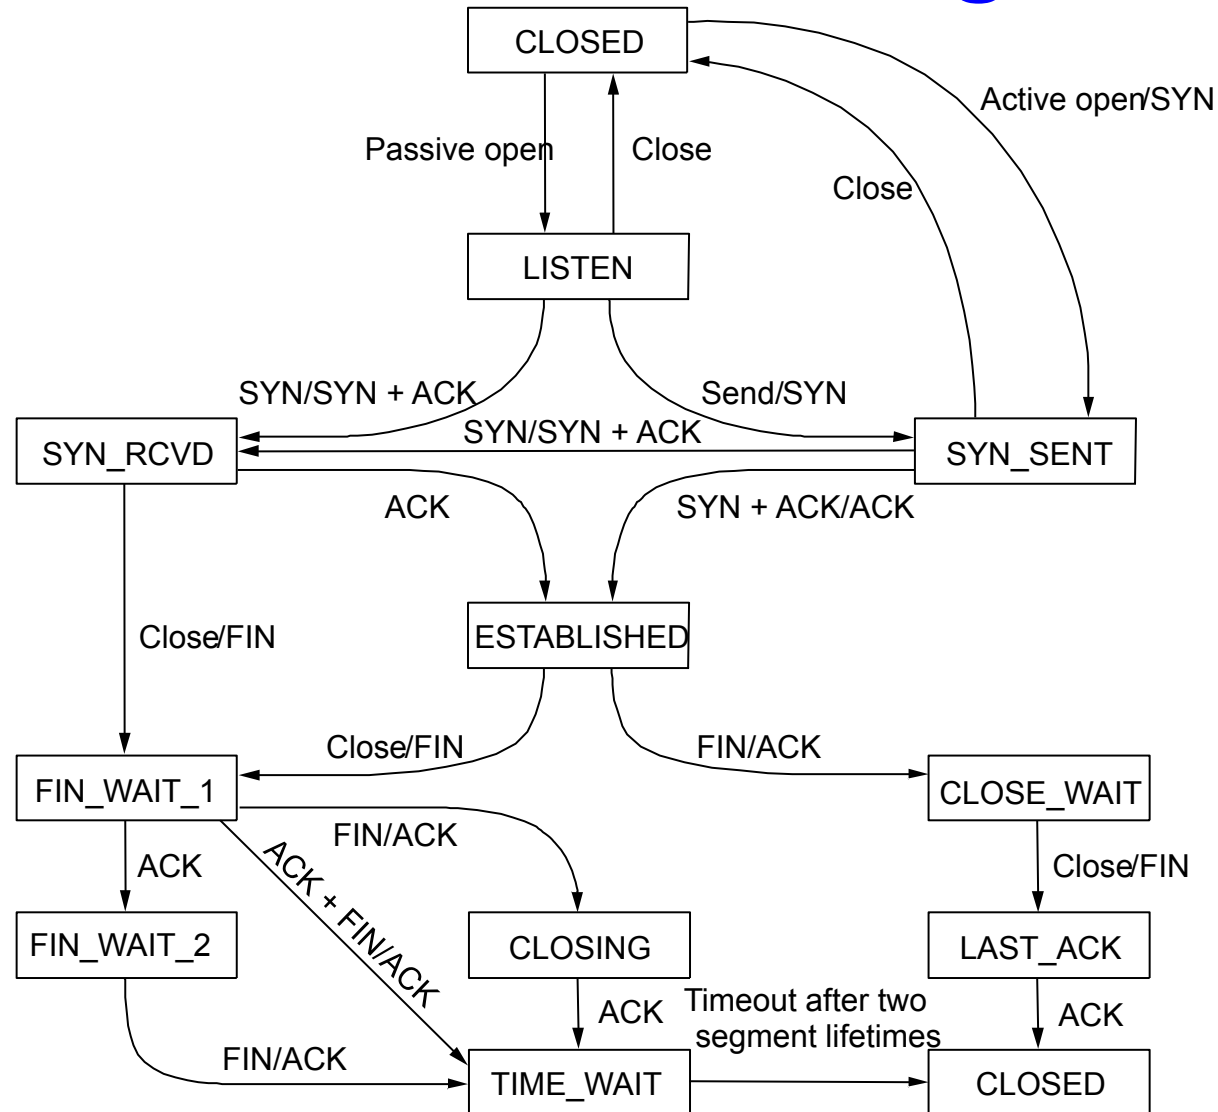 CLOSED
Active open/SYN
Passive open
Close
Close
LISTEN
SYN/SYN + ACK
Send/SYN
SYN/SYN + ACK
SYN_RCVD
SYN_SENT
ACK
SYN + ACK/ACK
Close/FIN
ESTABLISHED
Close/FIN
FIN/ACK
FIN_WAIT_1
CLOSE_WAIT
FIN/ACK
ACK
ACK + FIN/ACK
Close/FIN
FIN_WAIT_2
CLOSING
LAST_ACK
ACK
Timeout after two
segment lifetimes
ACK
FIN/ACK
TIME_WAIT
CLOSED